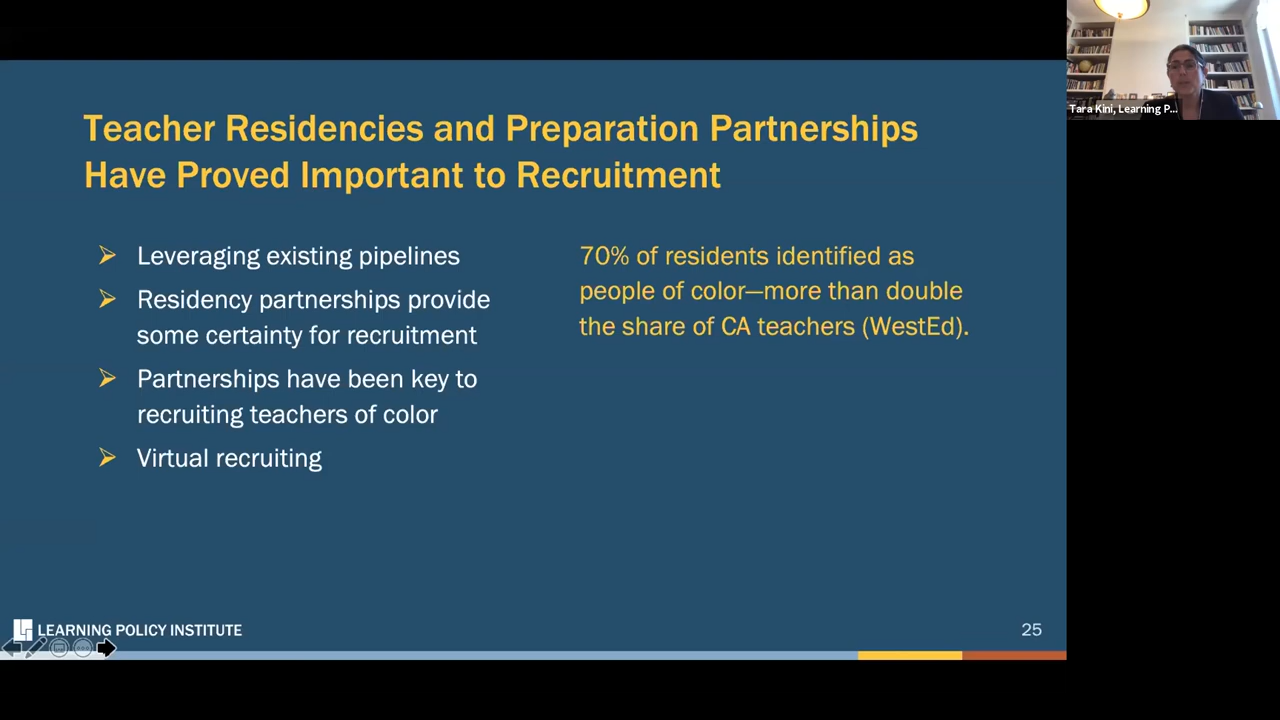 Teacher Residencies and Preparation Partnerships
Have Proved Important to Recruitment
Leveraging existing pipelines
Residency partnerships provide
some certainty for recruitment
Partnerships have been key to
recruiting teachers of color
Virtual recruiting
70% of residents identified as
people of color—more than double
the share of CA teachers (WestEd).
LEARNING POLICY INSTITUTE
25
Tara Kini, Learning P...